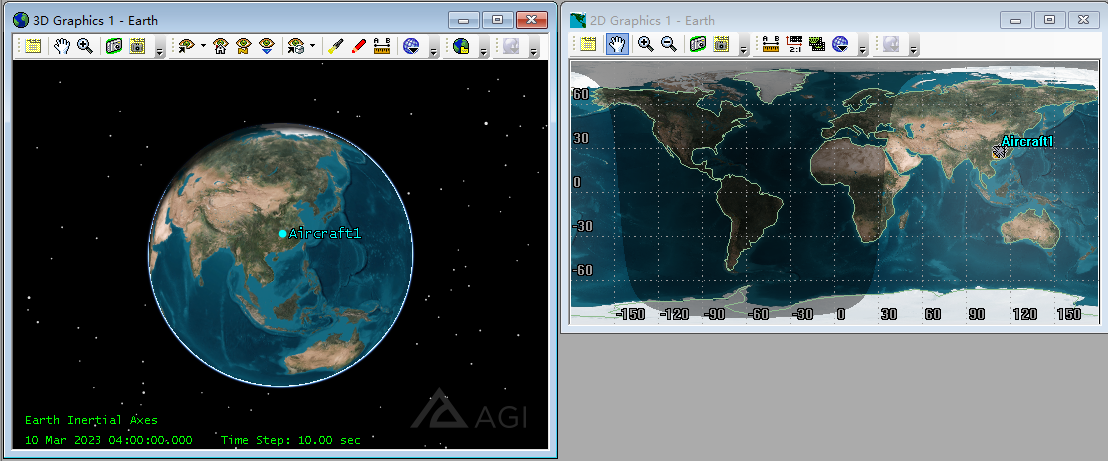 3D Graphics 1 - Earth
Aircraft1
AGI
Earth Inertial Axes
10 Mar 2023 04:00:00.000 Time Step: 10.00 sec
2D Graphics 1 - Earth
A B
2:1
60
30
Aircraft1
0
-30
-60
-150 -120 -90 -60 -30 0 30 60 90 120 150